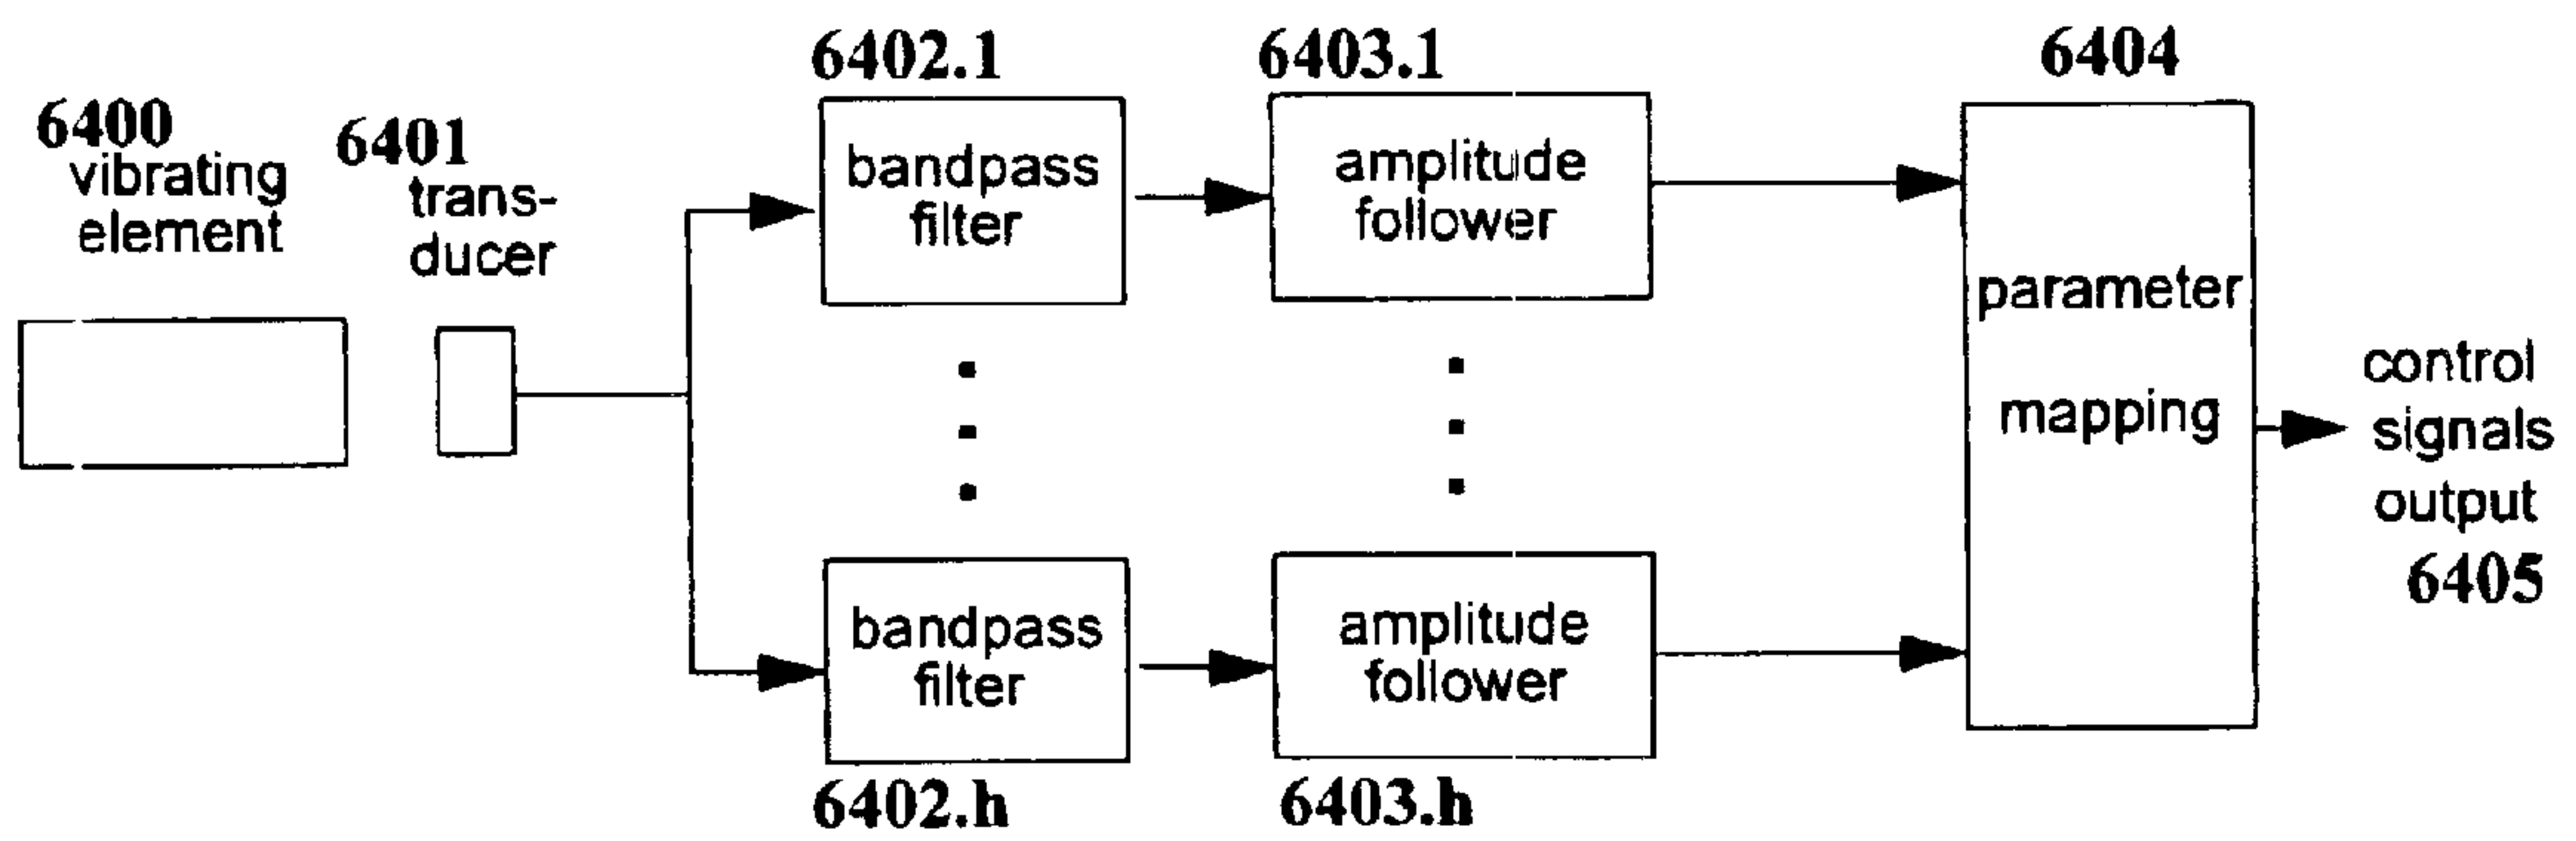 6400
vibrating
element
6401
trans-
ducer
6402.1
bandpass
filter
6403.1
amplitude
follower
6404
parameter
mapping
control
signals
output
6405
bandpass
filter
6402.h
amplitude
follower
6403.h